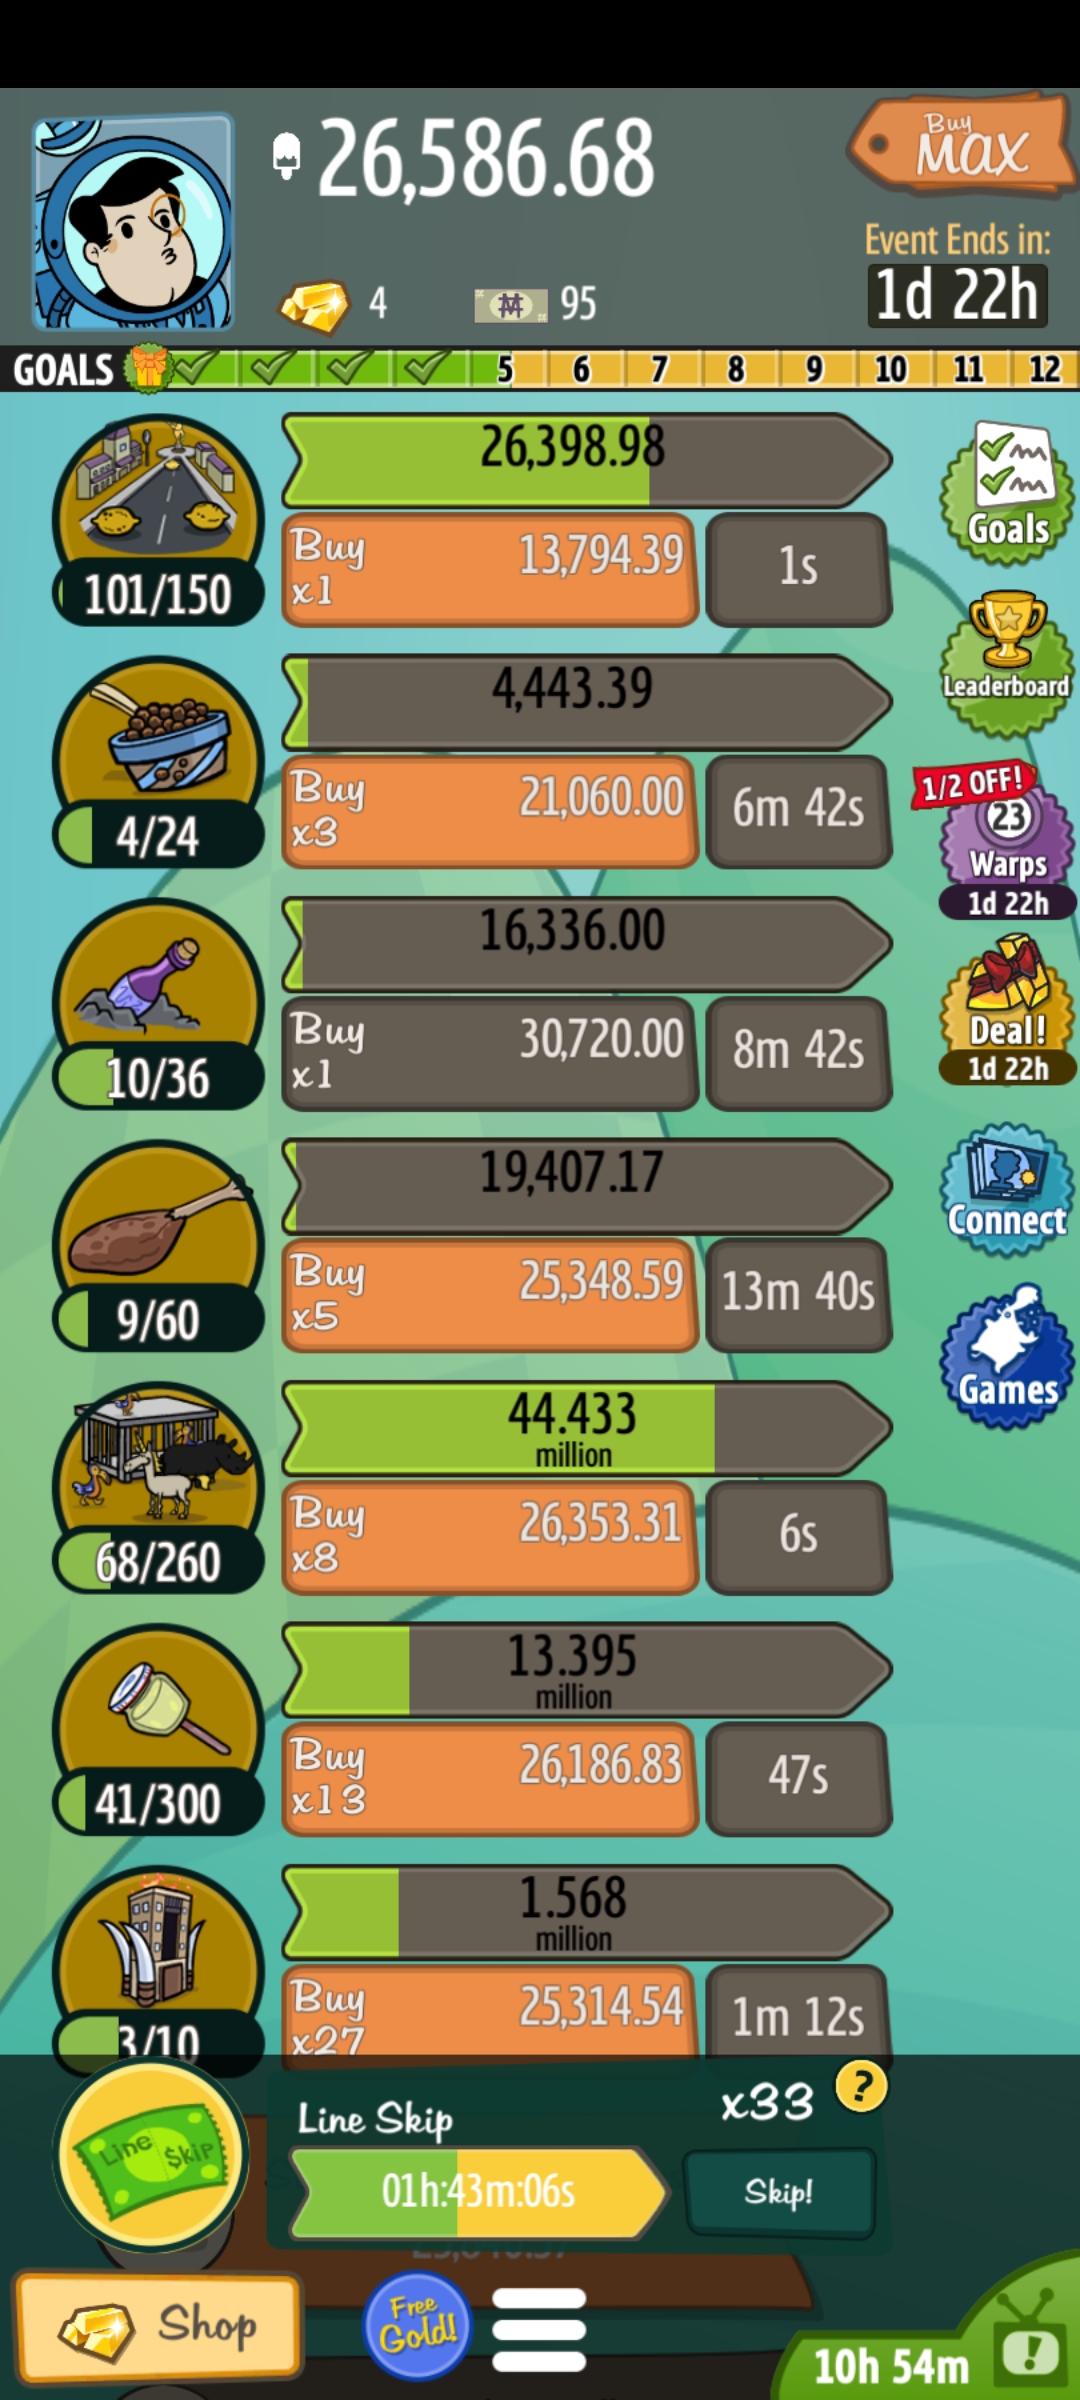 26,586.68
Buy
MAX
Event Ends in:
1d 22h
4
95
GOALS 5 6 7 8 9 10 11 12
26,398.98
Buy
x1
13,794.39
1s
101/150
Goals
4,443.39
Buy
x3
21,060.00
6m 42s
4/24
Leaderboard
1/2 OFF!
23
Warps
1d 22h
16,336.00
Buy
x1
30,720.00
8m 42s
10/36
Deal!
1d 22h
19,407.17
Buy
x5
25,348.59
13m 40s
9/60
Connect
Games
44.433
million
Buy
x8
26,353.31
6s
68/260
13.395
million
Buy
x13
26,186.83
47s
41/300
1.568
million
Buy
x27
25,314.54
1m 12s
3/10
Line $kip
Line Skip
x33
?
01h:43m:06s
Skip!
Shop
Free
Gold!
10h 54m